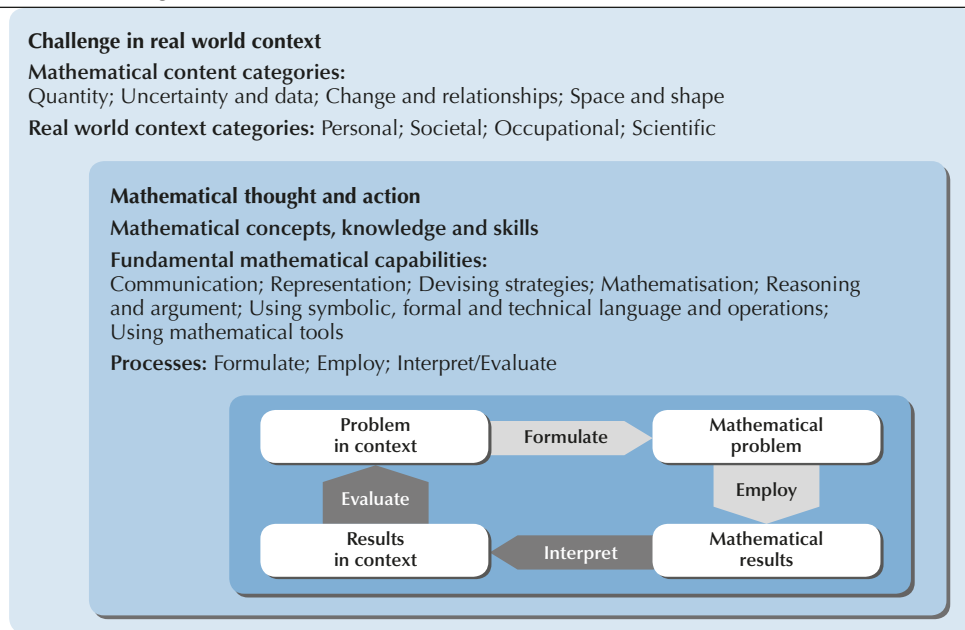 Challenge in real world context
Mathematical content categories:
Quantity; Uncertainty and data; Change and relationships; Space and shape
Real world context categories: Personal; Societal; Occupational; Scientific
Mathematical thought and action
Mathematical concepts, knowledge and skills
Fundamental mathematical capabilities:
Communication; Representation; Devising strategies; Mathematisation; Reasoning
and argument; Using symbolic, formal and technical language and operations;
Using mathematical tools
Processes: Formulate; Employ; Interpret/Evaluate
Problem
in context
Formulate
Mathematical
problem
Evaluate
Employ
Results
in context
Interpret
Mathematical
results